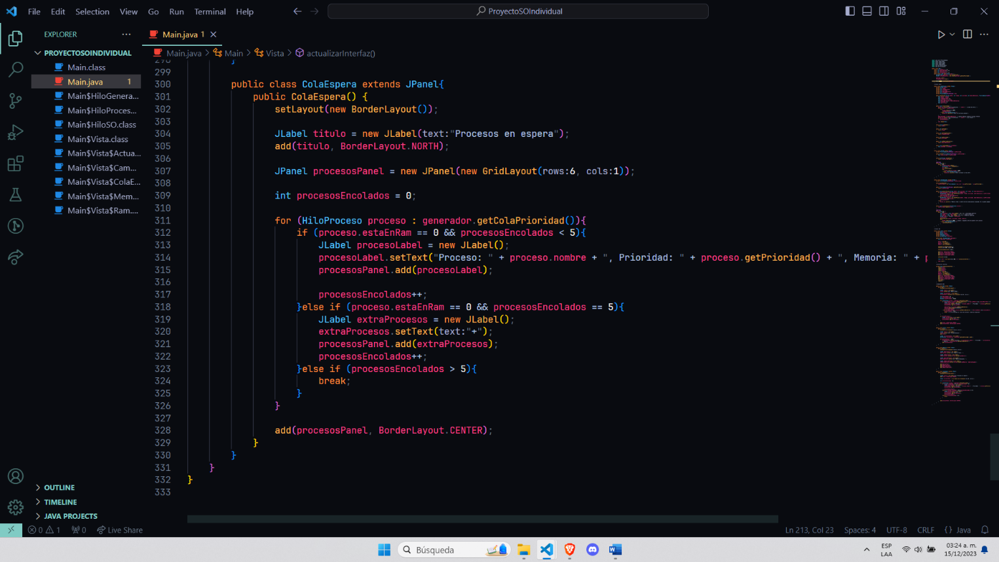 File Edit Selection View Go Run Terminal Help
ProyectoSOIndividual
EXPLORER
Main.java 1
PROYECTOSOINDIVIDUAL
Main.java > Main > Vista > actualizarInterfaz()
Main.class
Main.java 1
Main$HiloGenera...
Main$HiloProces...
Main$HiloSO.class
Main$Vista.class
Main$Vista$Actua...
Main$Vista$Cam...
Main$Vista$ColaE...
Main$Vista$Mem...
Main$Vista$Ram....
298 }
299
300 public class ColaEspera extends JPanel{
301 public ColaEspera() {
302 setLayout(new BorderLayout());
303
304 JLabel titulo = new JLabel(text:"Procesos en espera");
305 add(titulo, BorderLayout.NORTH);
306
307 JPanel procesosPanel = new JPanel(new GridLayout(rows:6, cols:1));
308
309 int procesosEncolados = 0;
310
311 for (HiloProceso proceso : generador.getColaPrioridad()){
312 if (proceso.estaEnRam == 0 && procesosEncolados < 5){
313 JLabel procesoLabel = new JLabel();
314 procesoLabel.setText("Proceso: " + proceso.nombre + ", Prioridad: " + proceso.getPrioridad() + ", Memoria: " + p
315 procesosPanel.add(procesoLabel);
316
317 procesosEncolados++;
318 }else if (proceso.estaEnRam == 0 && procesosEncolados == 5){
319 JLabel extraProcesos = new JLabel();
320 extraProcesos.setText(text:"+");
321 procesosPanel.add(extraProcesos);
322 procesosEncolados++;
323 }else if (procesosEncolados > 5){
324 break;
325 }
326 }
327
328 add(procesosPanel, BorderLayout.CENTER);
329 }
330 }
331 }
332 }
333
OUTLINE
TIMELINE
JAVA PROJECTS
0 1 0 Live Share
Ln 213, Col 23 Spaces: 4 UTF-8 CRLF {} Java
Búsqueda
ESP
LAA
03:24 a. m.
15/12/2023